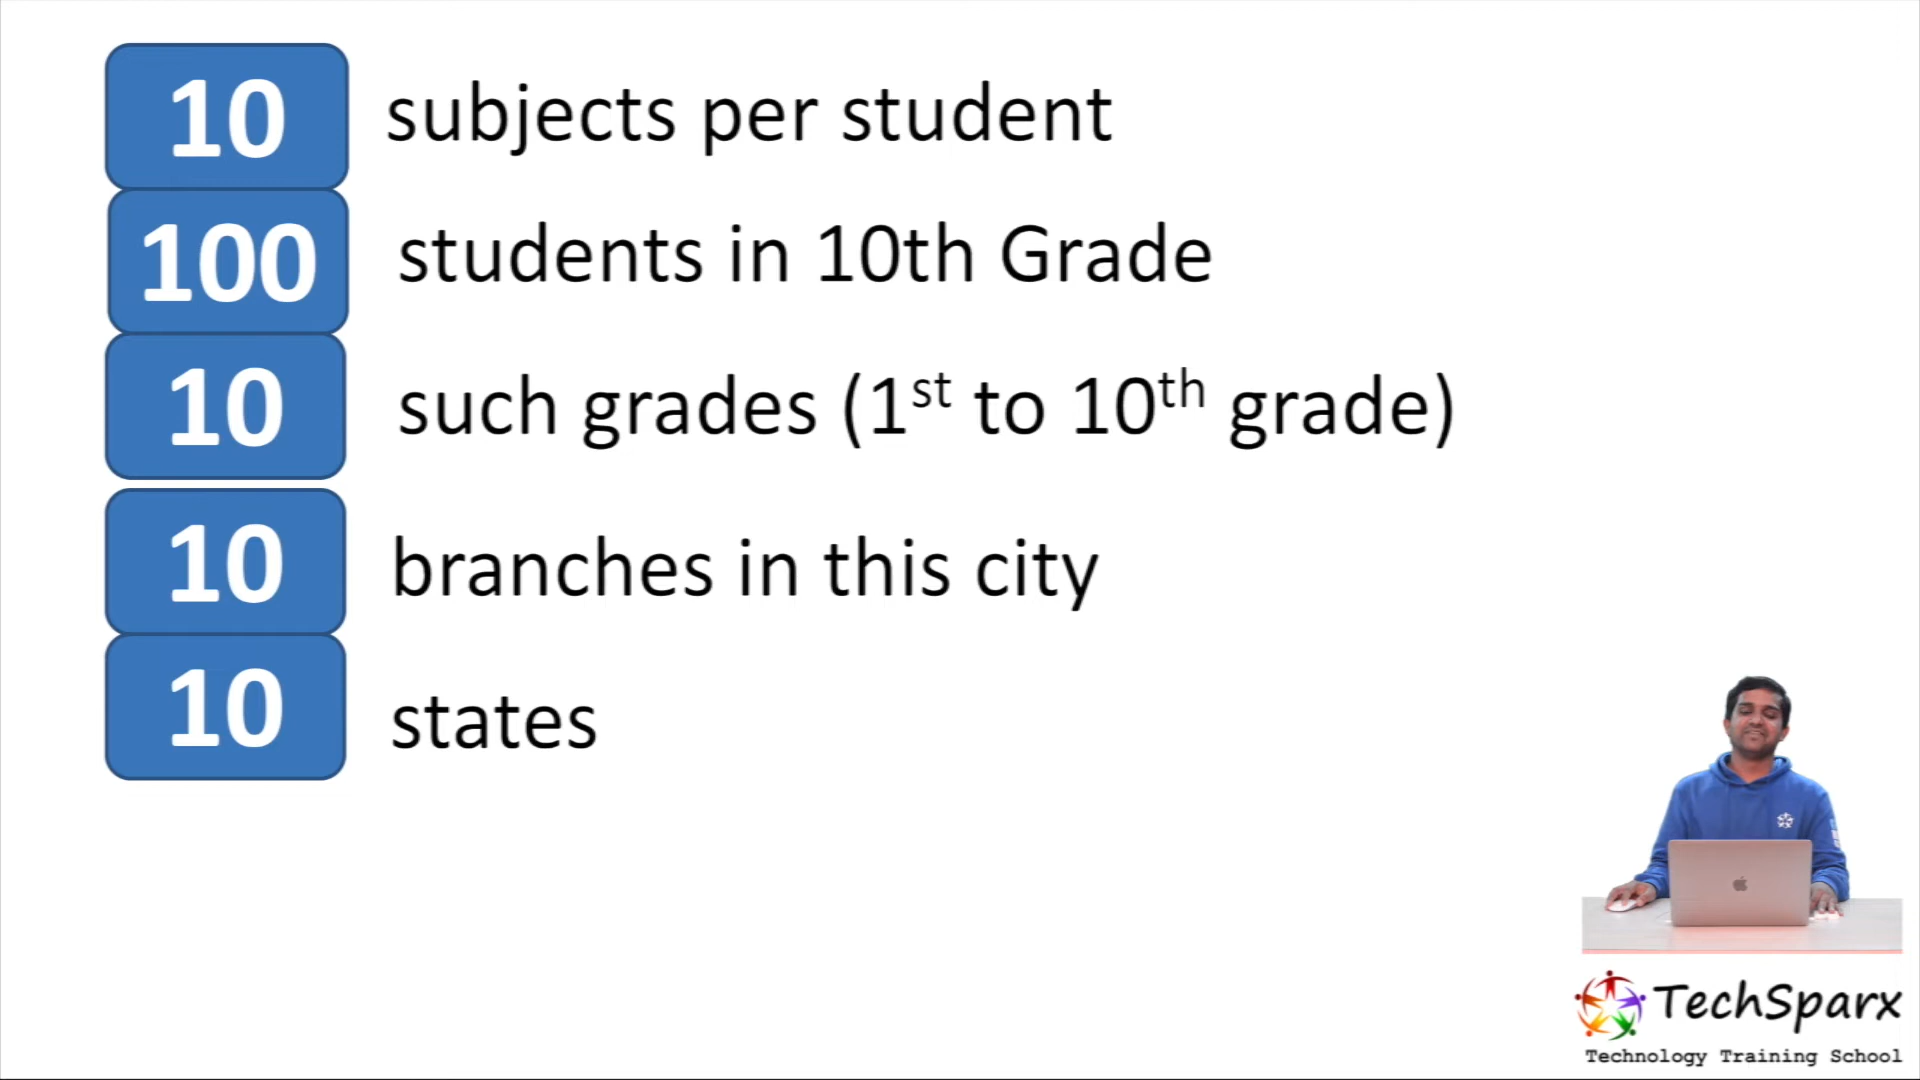 10 subjects per student
100 students in 10th Grade
10 such grades (1st to 10th grade)
10 branches in this city
10 states
TechSparx
Technology Training School